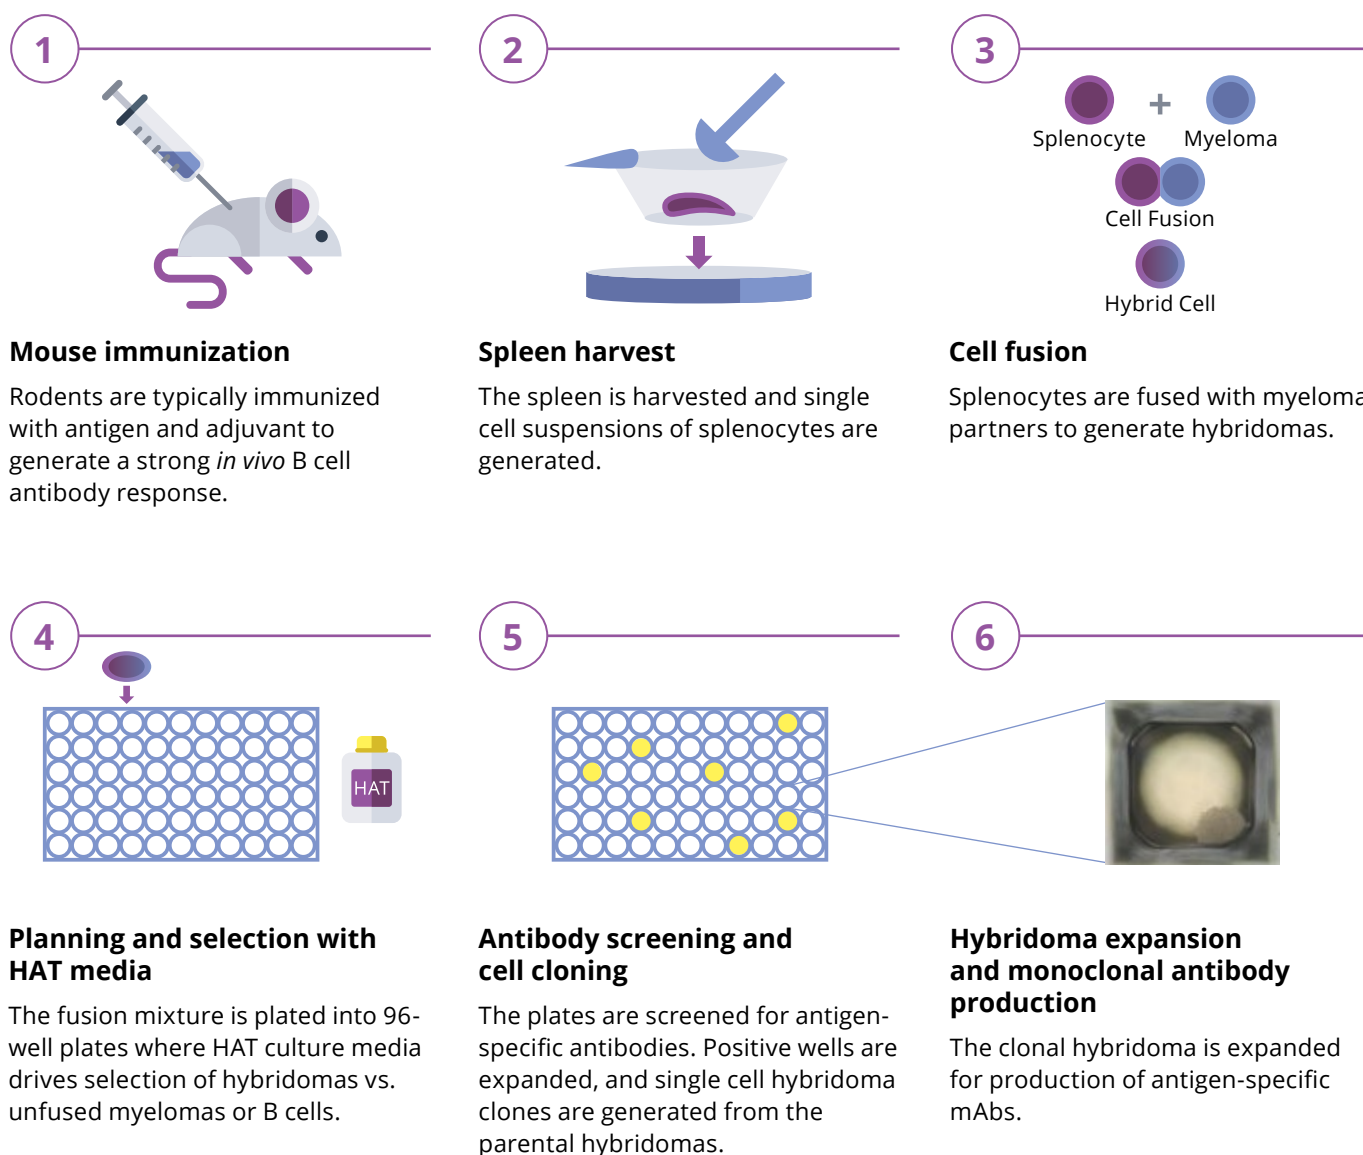 1
Mouse immunization
Rodents are typically immunized
with antigen and adjuvant to
generate a strong in vivo B cell
antibody response.
2
Spleen harvest
The spleen is harvested and single
cell suspensions of splenocytes are
generated.
3
Splenocyte + Myeloma
Cell Fusion
Hybrid Cell
Cell fusion
Splenocytes are fused with myeloma
partners to generate hybridomas.
4
HAT
Planning and selection with
HAT media
The fusion mixture is plated into 96-
well plates where HAT culture media
drives selection of hybridomas vs.
unfused myelomas or B cells.
5
Antibody screening and
cell cloning
The plates are screened for antigen-
specific antibodies. Positive wells are
expanded, and single cell hybridoma
clones are generated from the
parental hybridomas.
6
Hybridoma expansion
and monoclonal antibody
production
The clonal hybridoma is expanded
for production of antigen-specific
mAbs.